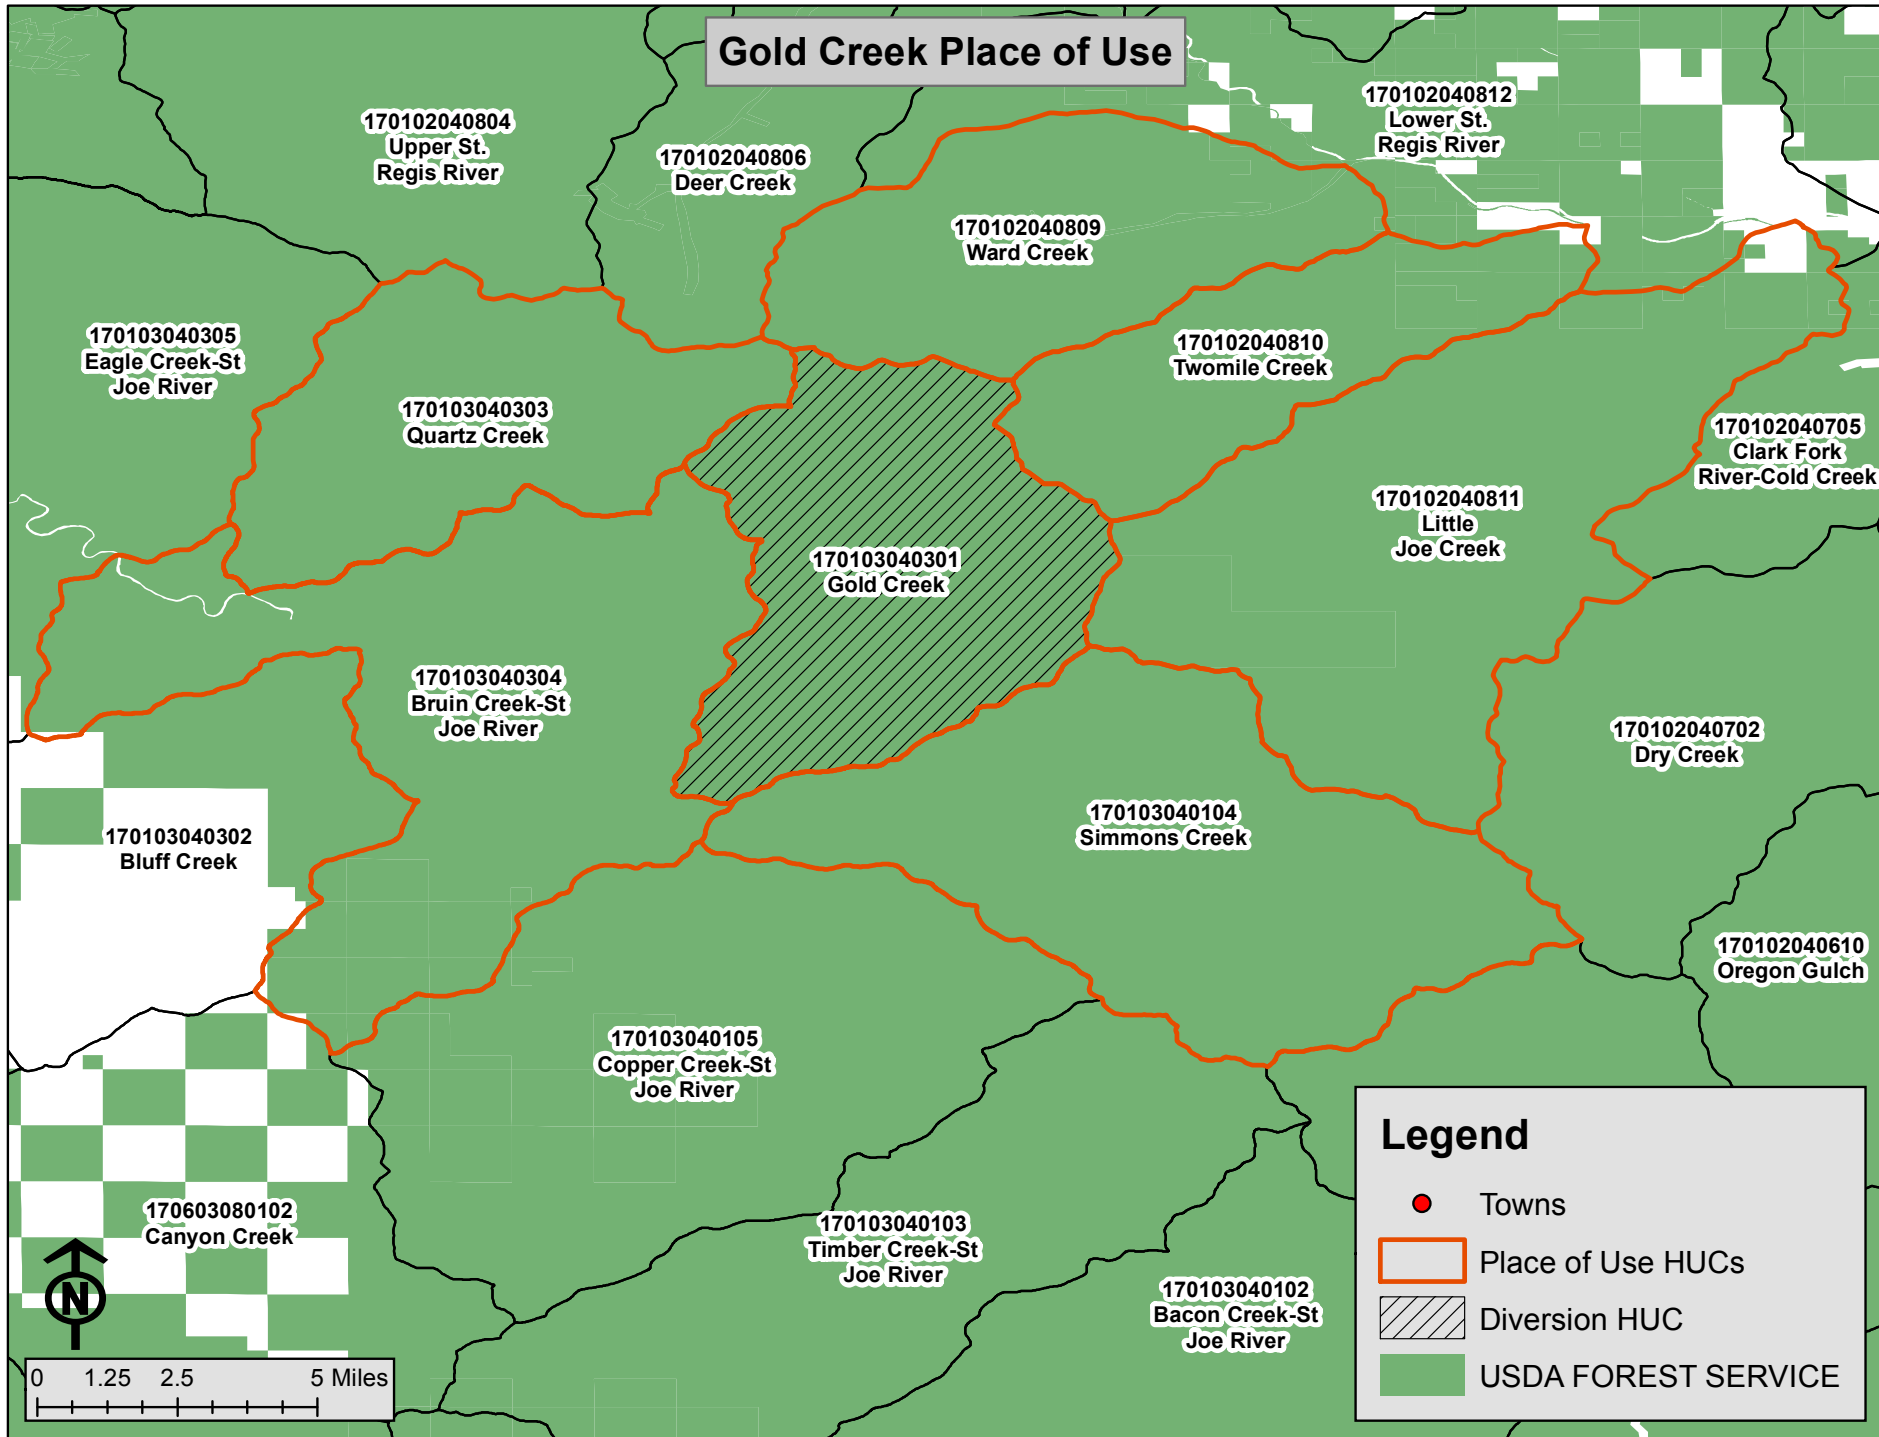 Gold Creek Place of Use
170102040804
Upper St.
Regis River
170102040806
Deer Creek
170102040812
Lower St.
Regis River
170102040809
Ward Creek
170103040305
Eagle Creek-St
Joe River
170102040810
Twomile Creek
170103040303
Quartz Creek
170102040705
Clark Fork
River-Cold Creek
170102040811
Little
Joe Creek
170103040301
Gold Creek
170103040304
Bruin Creek-St
Joe River
170102040702
Dry Creek
170103040104
Simmons Creek
170103040302
Bluff Creek
170102040610
Oregon Gulch
170103040105
Copper Creek-St
Joe River
170603080102
Canyon Creek
170103040103
Timber Creek-St
Joe River
170103040102
Bacon Creek-St
Joe River
Legend
Towns
Place of Use HUCs
Diversion HUC
USDA FOREST SERVICE
N
0 1.25 2.5 5 Miles